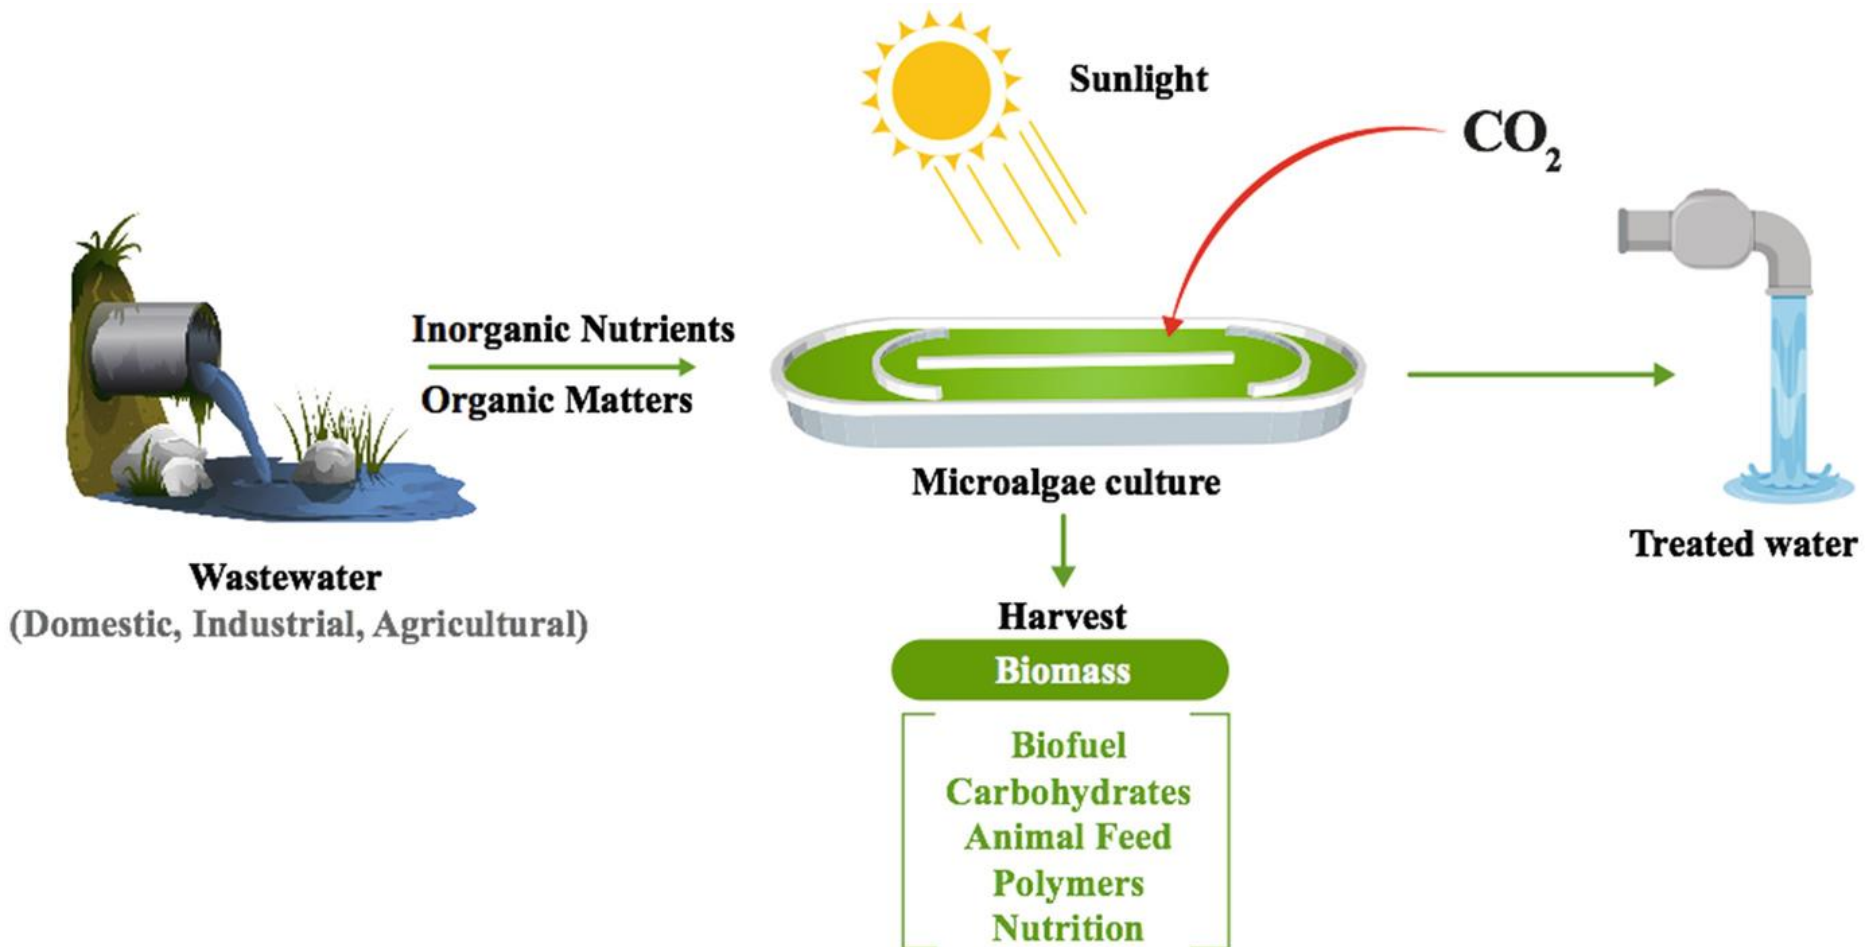 Sunlight
CO₂
Inorganic Nutrients
Organic Matters
Wastewater
(Domestic, Industrial, Agricultural)
Microalgae culture
Treated water
Harvest
Biomass
Biofuel
Carbohydrates
Animal Feed
Polymers
Nutrition